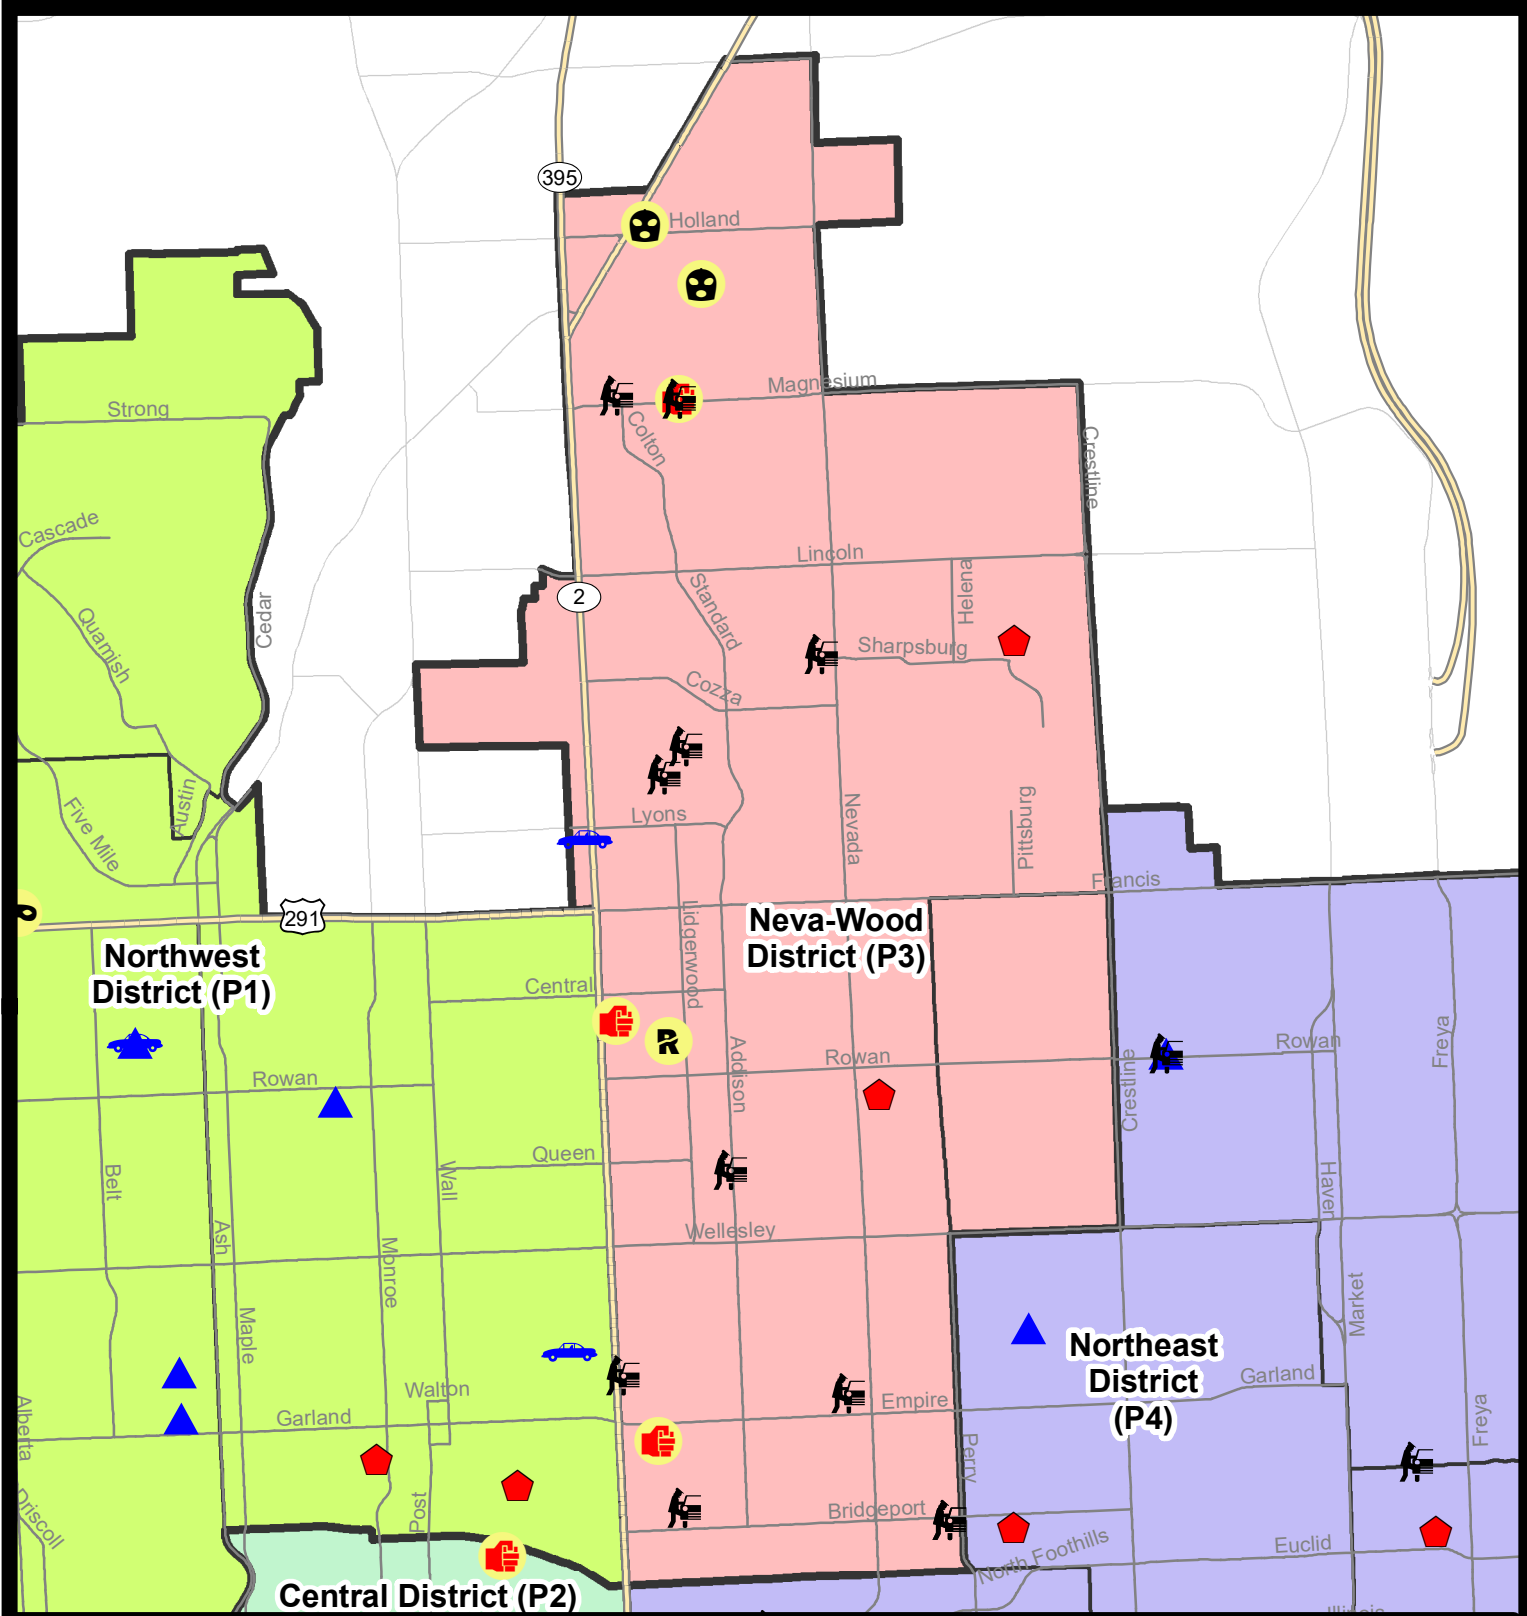 395
Holland
Magnesium
Strong
Colton
Crestline
Cascade
Lincoln
Helena
Standard
2
Cedar
Quamish
Sharpsburg
Cozza
Austin
Five Mile
Lyons
Nevada
Pittsburg
Francis
291
Neva-Wood
District (P3)
Lidgerwood
Northwest
District (P1)
Central
R
Addison
Rowan
Rowan
Freya
Crestline
Rowan
Queen
Belt
Wall
Haven
Ash
Wellesley
Monroe
Maple
Market
Northeast
District
(P4)
Walton
Garland
Empire
Garland
Alberta
Freya
Perry
Post
Driscoll
Bridgeport
North Foothills
Euclid
Central District (P2)